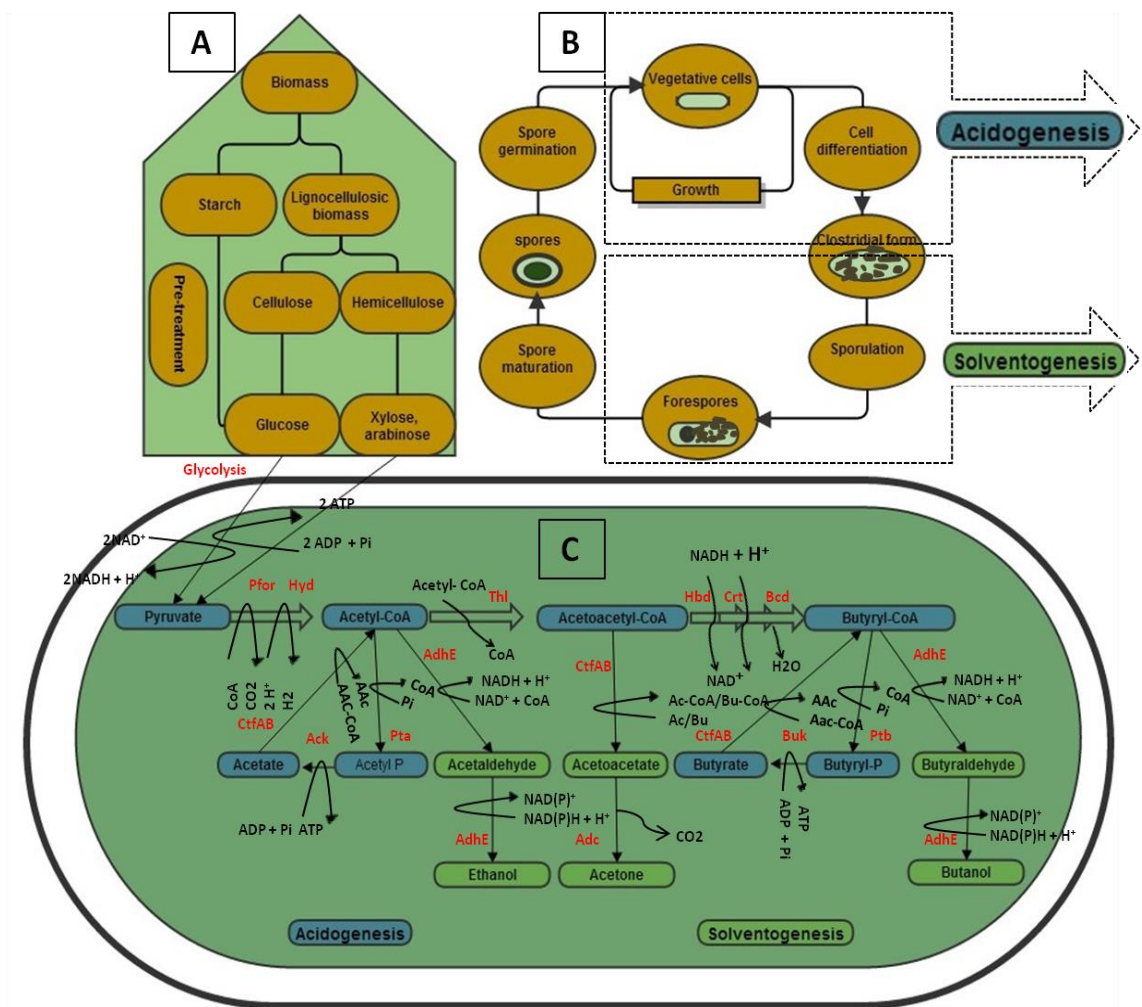 A
Biomass
Starch
Lignocellulosic
biomass
Pre-treatment
Cellulose
Hemicellulose
Glucose
Xylose,
arabinose
B
Vegetative cells
Spore
germination
Cell
differentiation
Growth
spores
Clostridial form
Spore
maturation
Sporulation
Forespores
Acidogenesis
Solventogenesis
Glycolysis
2 ATP
2NAD⁺
2 ADP + Pi
2NADH + H⁺
C
Pfor
Hyd
Acetyl- CoA
Thl
NADH + H⁺
Hbd
Crt
Bcd
Pyruvate
Acetyl-CoA
Acetoacetyl-CoA
Butyryl-CoA
CoA
CO2
2 H⁺
H2
CoA
NAD⁺
H2O
CtfAB
AAc
AAC-CoA
CoA
Pi
AdhE
NADH + H⁺
NAD⁺ + CoA
CtfAB
Ac-CoA/Bu-CoA
Ac/Bu
AAc
Aac-CoA
CoA
Pi
AdhE
NADH + H⁺
NAD⁺ + CoA
Ack
Pta
CtfAB
Buk
Ptb
Acetate
Acetyl P
Acetaldehyde
Acetoacetate
Butyrate
Butyryl-P
Butyraldehyde
ADP + Pi
ATP
NAD(P)⁺
NAD(P)H + H⁺
AdhE
Adc
CO2
ADP + Pi
ATP
NAD(P)⁺
NAD(P)H + H⁺
AdhE
Ethanol
Acetone
Butanol
Acidogenesis
Solventogenesis